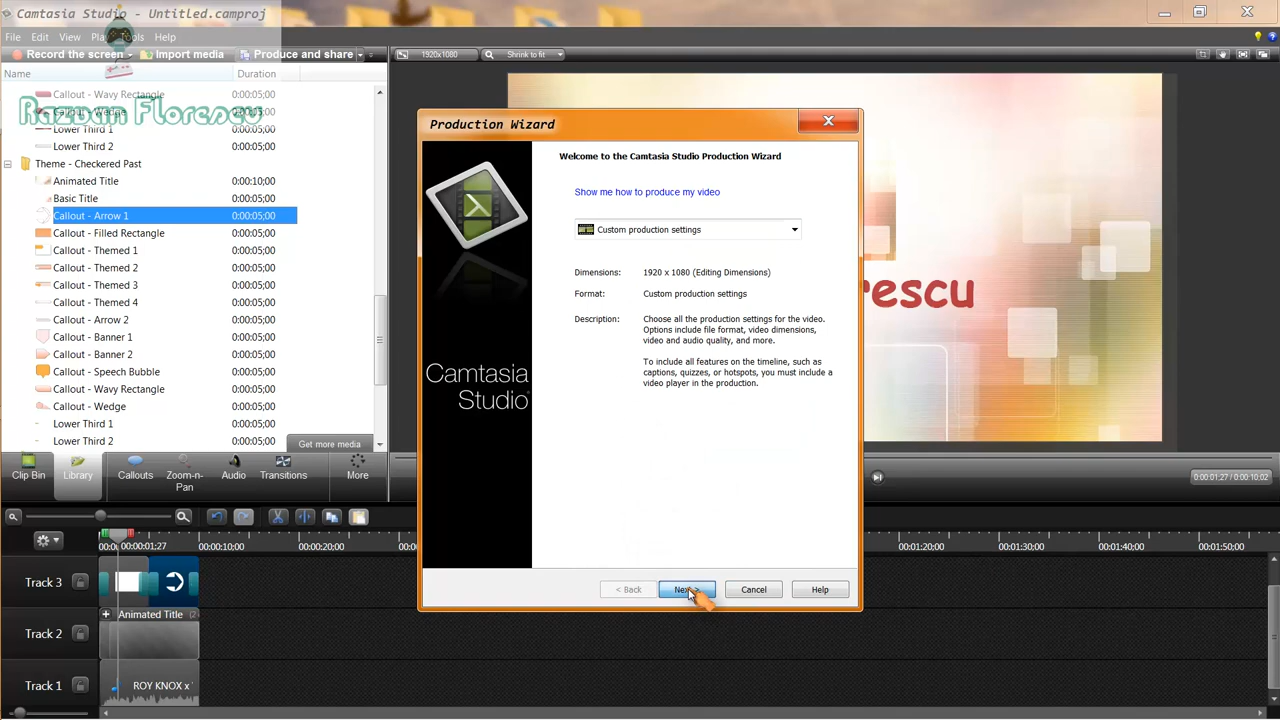 Camtasia Studio - Untitled.camproj
File Edit View Play Tools Help
Record the screen Import media Produce and share 1920x1080 Shrink to fit
Name Duration
Callout - Wavy Rectangle 0:00:05;00
Callout - Wedge 0:00:05;00
Razvan Florescu
Lower Third 1 0:00:05;00
Lower Third 2 0:00:05;00
Theme - Checkered Past
Animated Title 0:00:10;00
Basic Title 0:00:05;00
Callout - Arrow 1 0:00:05;00
Callout - Filled Rectangle 0:00:05;00
Callout - Themed 1 0:00:05;00
Callout - Themed 2 0:00:05;00
Callout - Themed 3 0:00:05;00
Callout - Themed 4 0:00:05;00
Callout - Arrow 2 0:00:05;00
Callout - Banner 1 0:00:05;00
Callout - Banner 2 0:00:05;00
Callout - Speech Bubble 0:00:05;00
Callout - Wavy Rectangle 0:00:05;00
Callout - Wedge 0:00:05;00
Lower Third 1 0:00:05;00
Lower Third 2 0:00:05;00
Get more media
Production Wizard
Welcome to the Camtasia Studio Production Wizard
Show me how to produce my video
Custom production settings
Dimensions: 1920 x 1080 (Editing Dimensions)
Format: Custom production settings
Description: Choose all the production settings for the video.
Options include file format, video dimensions,
video and audio quality, and more.
To include all features on the timeline, such as
captions, quizzes, or hotspots, you must include a
video player in the production.
Camtasia
Studio
< Back Next > Cancel Help
rescu
Clip Bin Library Callouts Zoom-n-
Pan Audio Transitions More
0:00:01;27 / 0:00:10;02
00:00:01;27 00:00:10;00 00:00:20;00 00:01:20;00 00:01:30;00 00:01:40;00 00:01:50;00
Track 3
Animated Title
Track 2
Track 1 ROY KNOX x